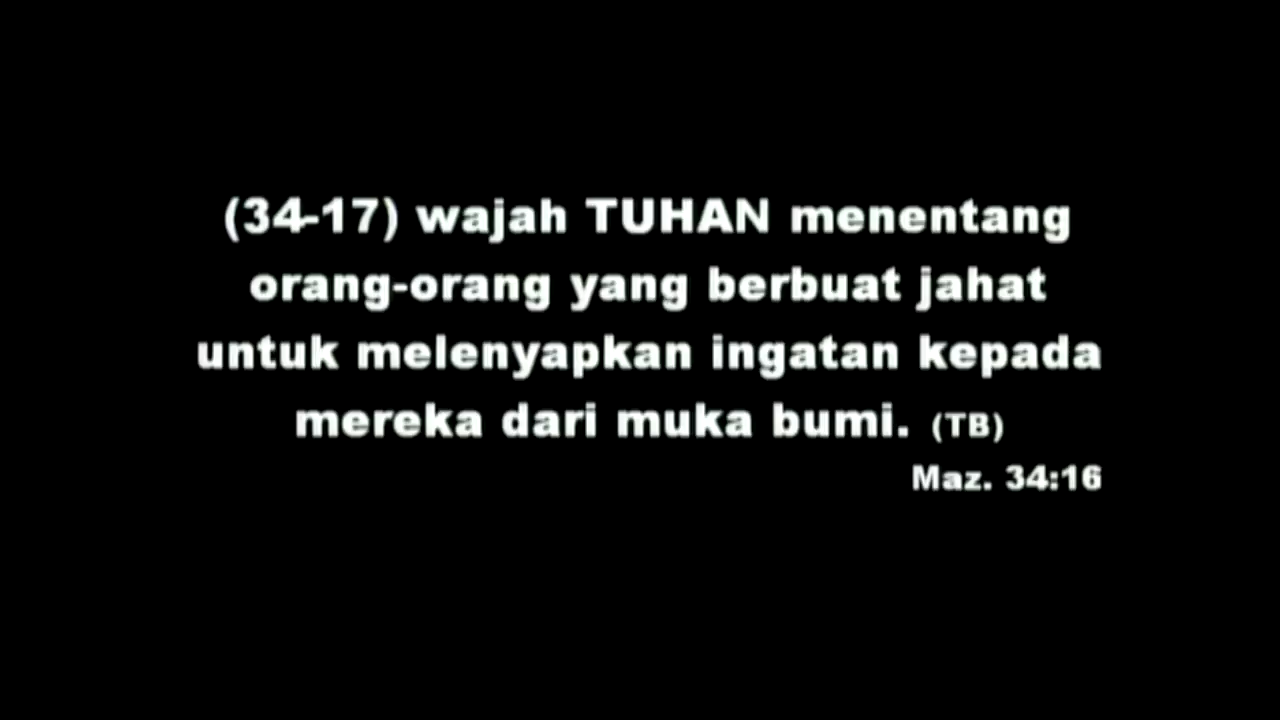 (34-17) wajah TUHAN menentang
orang-orang yang berbuat jahat
untuk melenyapkan ingatan kepada
mereka dari muka bumi. (TB)
Maz. 34:16